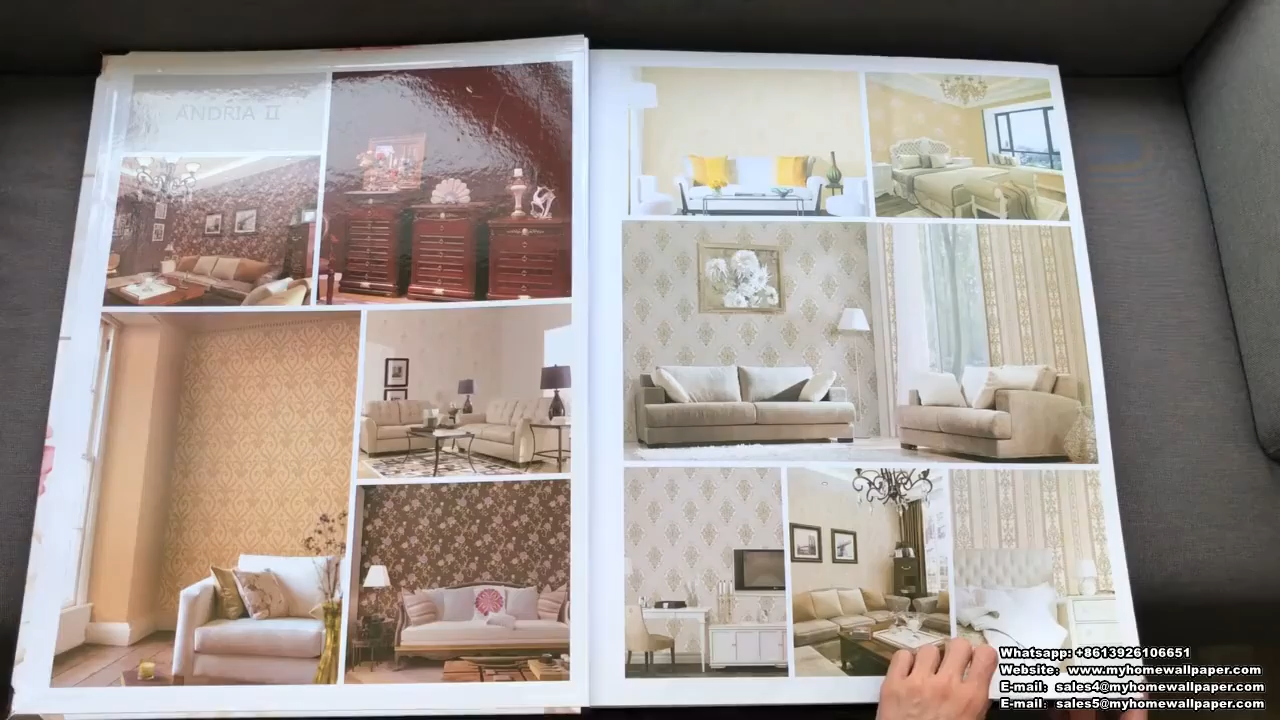 ANDRIA II
Whatsapp: +8613926106651
Website: www.myhomewallpaper.com
E-mail: sales4@myhomewallpaper.com
E-mail: sales5@myhomewallpaper.com